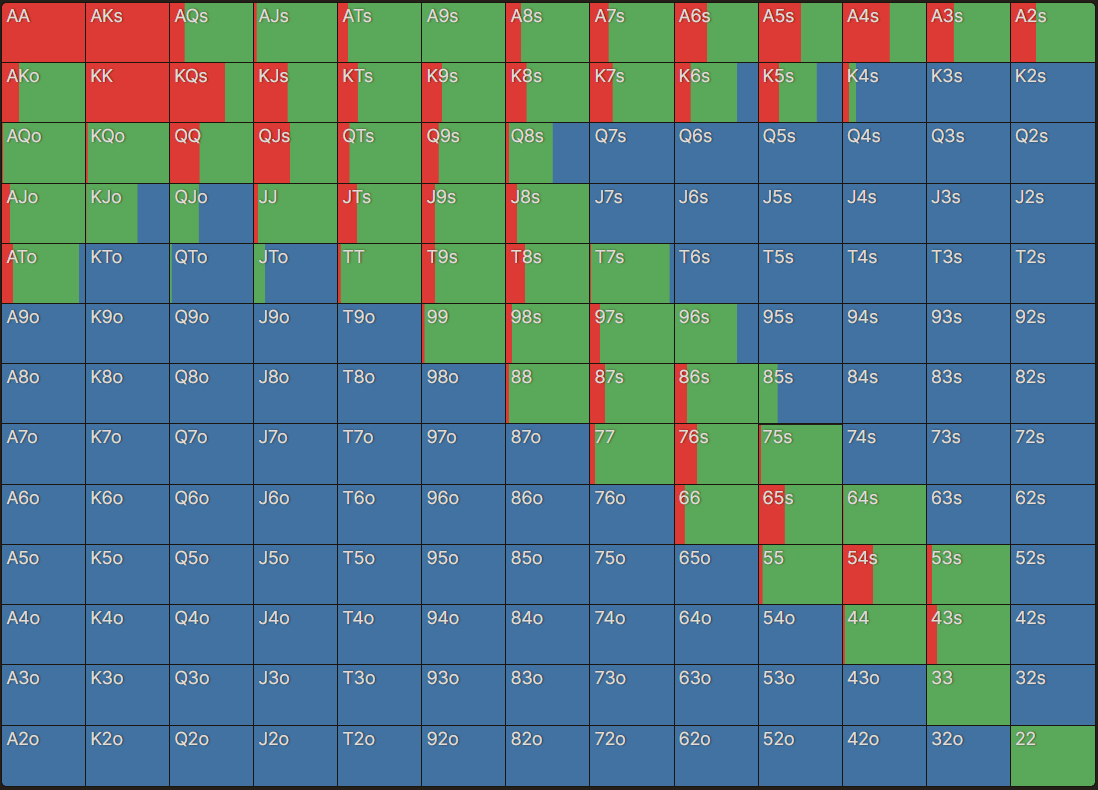 AA AKs AQs AJs ATs A9s A8s A7s A6s A5s A4s A3s A2s
AKo KK KQs KJs KTs K9s K8s K7s K6s K5s K4s K3s K2s
AQo KQo QQ QJs QTs Q9s Q8s Q7s Q6s Q5s Q4s Q3s Q2s
AJo KJo QJo JJ JTs J9s J8s J7s J6s J5s J4s J3s J2s
ATo KTo QTo JTo TT T9s T8s T7s T6s T5s T4s T3s T2s
A9o K9o Q9o J9o T9o 99 98s 97s 96s 95s 94s 93s 92s
A8o K8o Q8o J8o T8o 98o 88 87s 86s 85s 84s 83s 82s
A7o K7o Q7o J7o T7o 97o 87o 77 76s 75s 74s 73s 72s
A6o K6o Q6o J6o T6o 96o 86o 76o 66 65s 64s 63s 62s
A5o K5o Q5o J5o T5o 95o 85o 75o 65o 55 54s 53s 52s
A4o K4o Q4o J4o T4o 94o 84o 74o 64o 54o 44 43s 42s
A3o K3o Q3o J3o T3o 93o 83o 73o 63o 53o 43o 33 32s
A2o K2o Q2o J2o T2o 92o 82o 72o 62o 52o 42o 32o 22